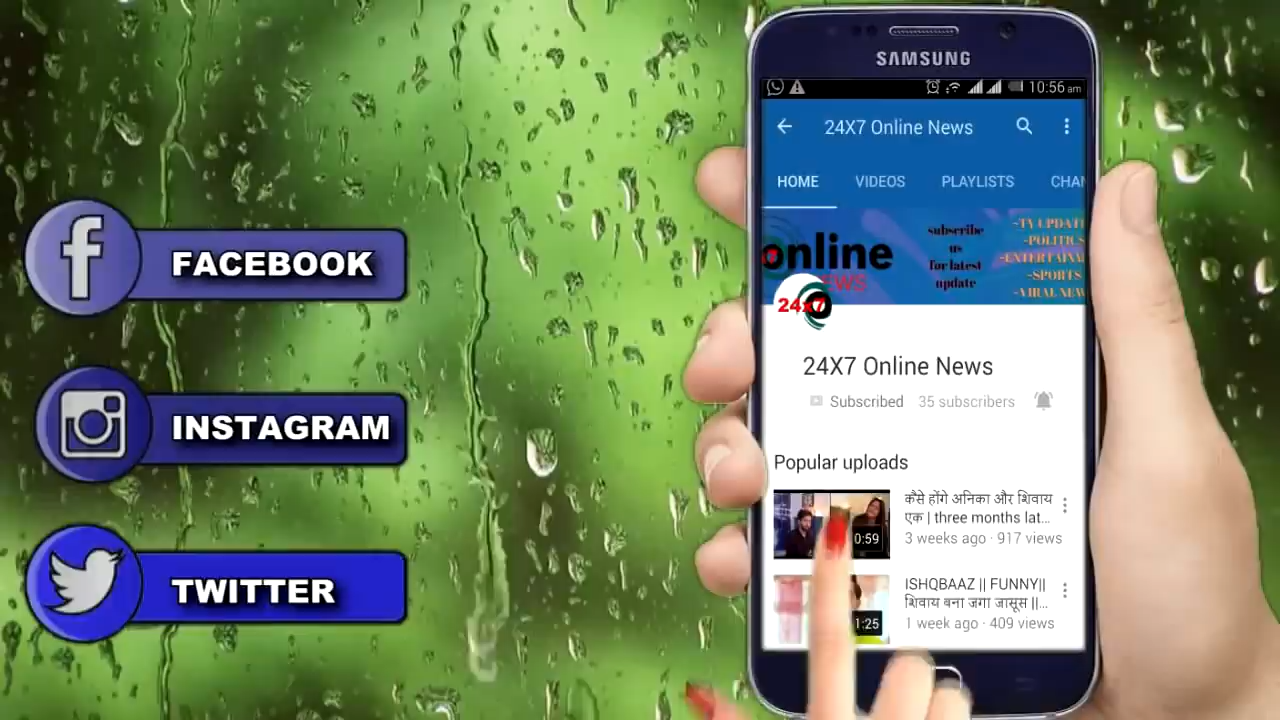 SAMSUNG
10:56 am
24X7 Online News
HOME VIDEOS PLAYLISTS
online
NEWS
subscribe
us
for latest
update
-POLITICS
-SPORTS
24x7
24X7 Online News
Subscribed 35 subscribers
Popular uploads
कैसे होंगे अनिका और शिवाय
एक | three months lat...
3 weeks ago · 917 views
0:59
ISHQBAAZ || FUNNY||
शिवाय बना जगा जासूस ||...
1 week ago · 409 views
1:25
FACEBOOK
INSTAGRAM
TWITTER